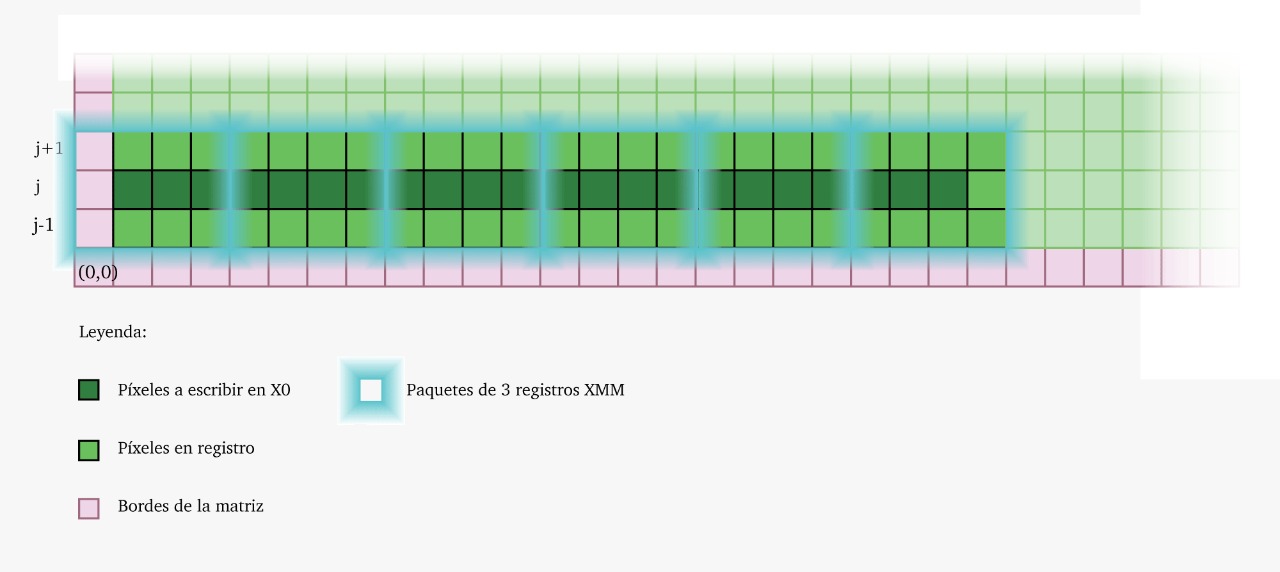 j+1
j
j-1
(0,0)
Leyenda:
Píxeles a escribir en X0
Paquetes de 3 registros XMM
Píxeles en registro
Bordes de la matriz